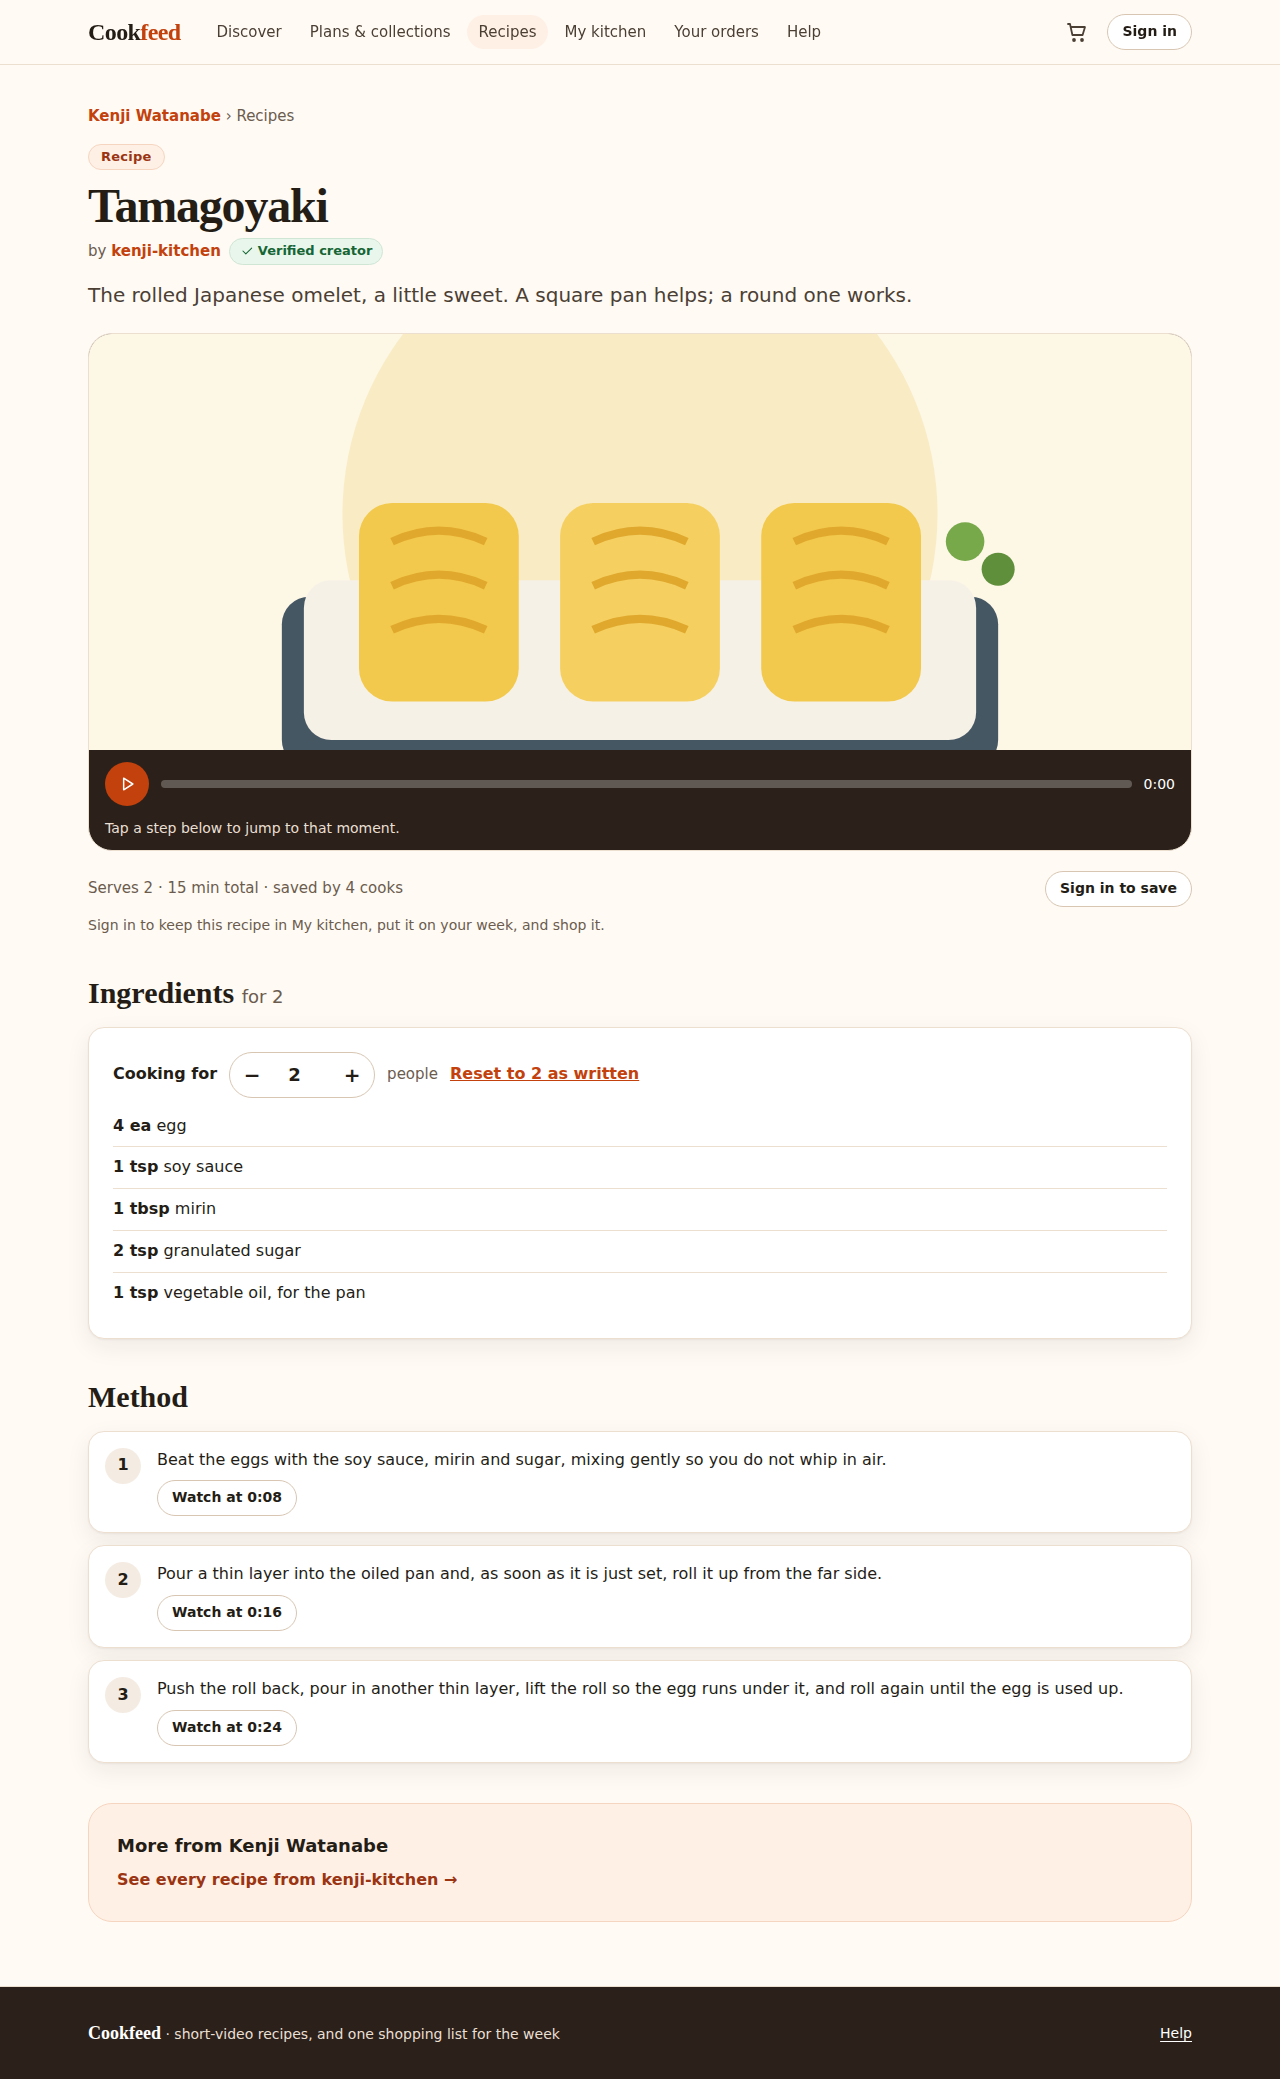 Cookfeed Discover Plans & collections Recipes My kitchen Your orders Help Sign in
Kenji Watanabe › Recipes
Recipe
Tamagoyaki
by kenji-kitchen Verified creator
The rolled Japanese omelet, a little sweet. A square pan helps; a round one works.
0:00
Tap a step below to jump to that moment.
Serves 2 · 15 min total · saved by 4 cooks Sign in to save
Sign in to keep this recipe in My kitchen, put it on your week, and shop it.
Ingredients for 2
Cooking for − 2 + people Reset to 2 as written
4 ea egg
1 tsp soy sauce
1 tbsp mirin
2 tsp granulated sugar
1 tsp vegetable oil, for the pan
Method
1 Beat the eggs with the soy sauce, mirin and sugar, mixing gently so you do not whip in air.
Watch at 0:08
2 Pour a thin layer into the oiled pan and, as soon as it is just set, roll it up from the far side.
Watch at 0:16
3 Push the roll back, pour in another thin layer, lift the roll so the egg runs under it, and roll again until the egg is used up.
Watch at 0:24
More from Kenji Watanabe
See every recipe from kenji-kitchen →
Cookfeed · short-video recipes, and one shopping list for the week Help